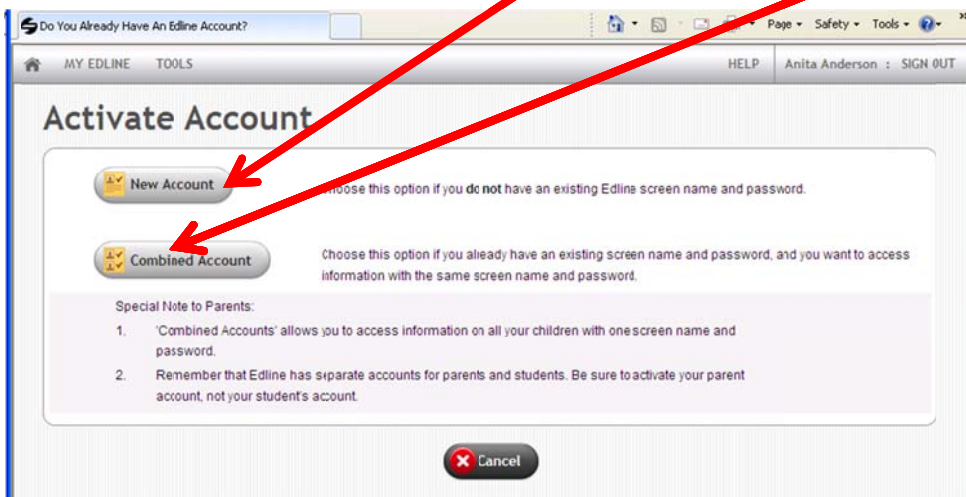 Do You Already Have An Edline Account?
Page Safety Tools
MY EDLINE TOOLS HELP Anita Anderson : SIGN OUT
Activate Account
New Account
Choose this option if you do not have an existing Edline screen name and password.
Combined Account
Choose this option if you already have an existing screen name and password, and you want to access
information with the same screen name and password.
Special Note to Parents:
1. 'Combined Accounts' allows you to access information on all your children with one screen name and
password.
2. Remember that Edline has separate accounts for parents and students. Be sure to activate your parent
account, not your student's account.
Cancel